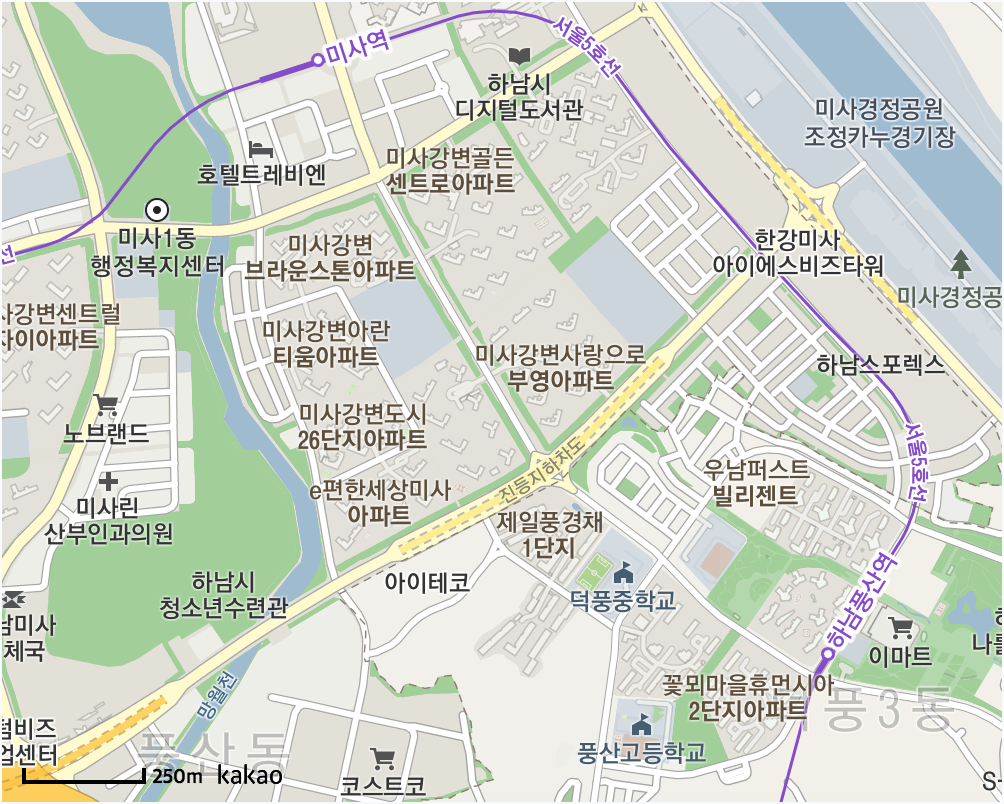 미사역
서울5호선
하남시
디지털도서관
미사경정공원
조정카누경기장
호텔트레비엔
미사강변골든
센트로아파트
미사1동
행정복지센터
선
미사강변
브라운스톤아파트
한강미사
아이에스비즈타워
미사경정공
사강변센트럴
자이아파트
미사강변아란
티움아파트
미사강변사랑으로
부영아파트
하남스포렉스
노브랜드
미사강변도시
26단지아파트
서울5호선
진등지하차도
우남퍼스트
빌리젠트
미사린
산부인과의원
e편한세상미사
아파트
제일풍경채
1단지
하남시
청소년수련관
아이테코
덕풍중학교
하남풍산역
남미사
체국
이마트
하
나를
망월천
꽃뫼마을휴먼시아
2단지아파트
풍3동
풍산동
풍산고등학교
텀비즈
업센터
코스트코
250m
kakao
S-